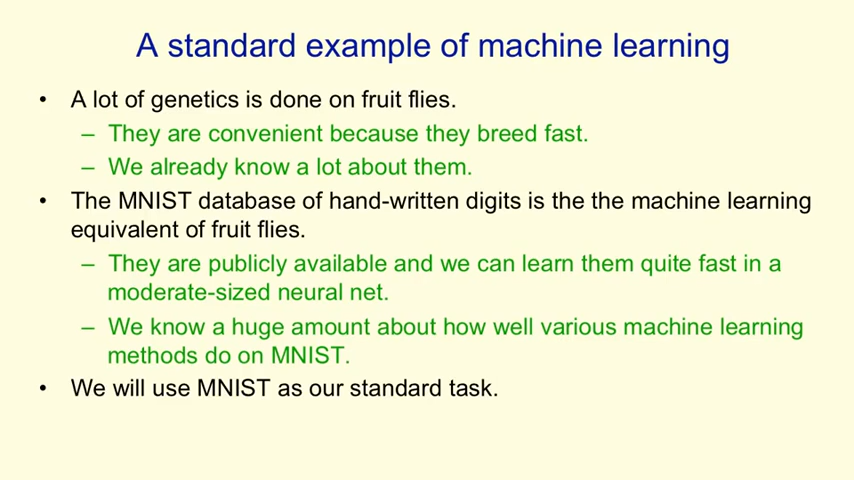 A standard example of machine learning
• A lot of genetics is done on fruit flies.
– They are convenient because they breed fast.
– We already know a lot about them.
• The MNIST database of hand-written digits is the the machine learning
equivalent of fruit flies.
– They are publicly available and we can learn them quite fast in a
moderate-sized neural net.
– We know a huge amount about how well various machine learning
methods do on MNIST.
• We will use MNIST as our standard task.